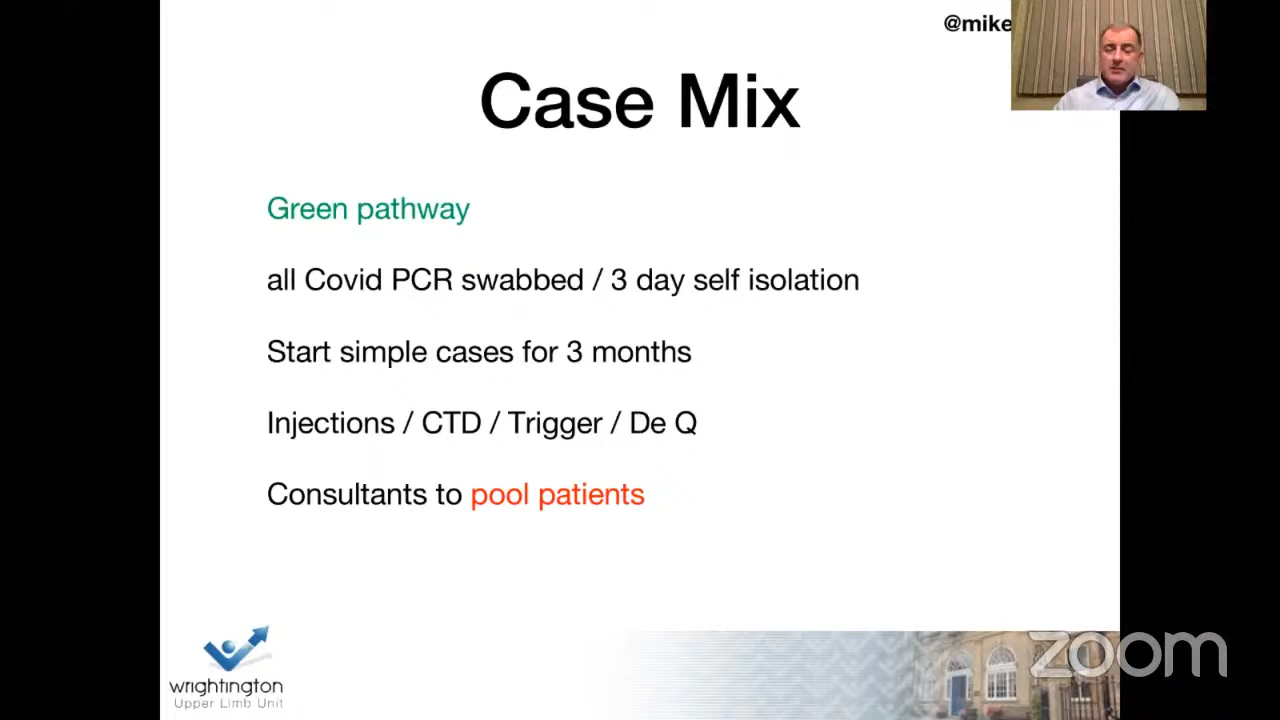 @mike
Case Mix
Green pathway
all Covid PCR swabbed / 3 day self isolation
Start simple cases for 3 months
Injections / CTD / Trigger / De Q
Consultants to pool patients
wrightington
Upper Limb Unit
zoom